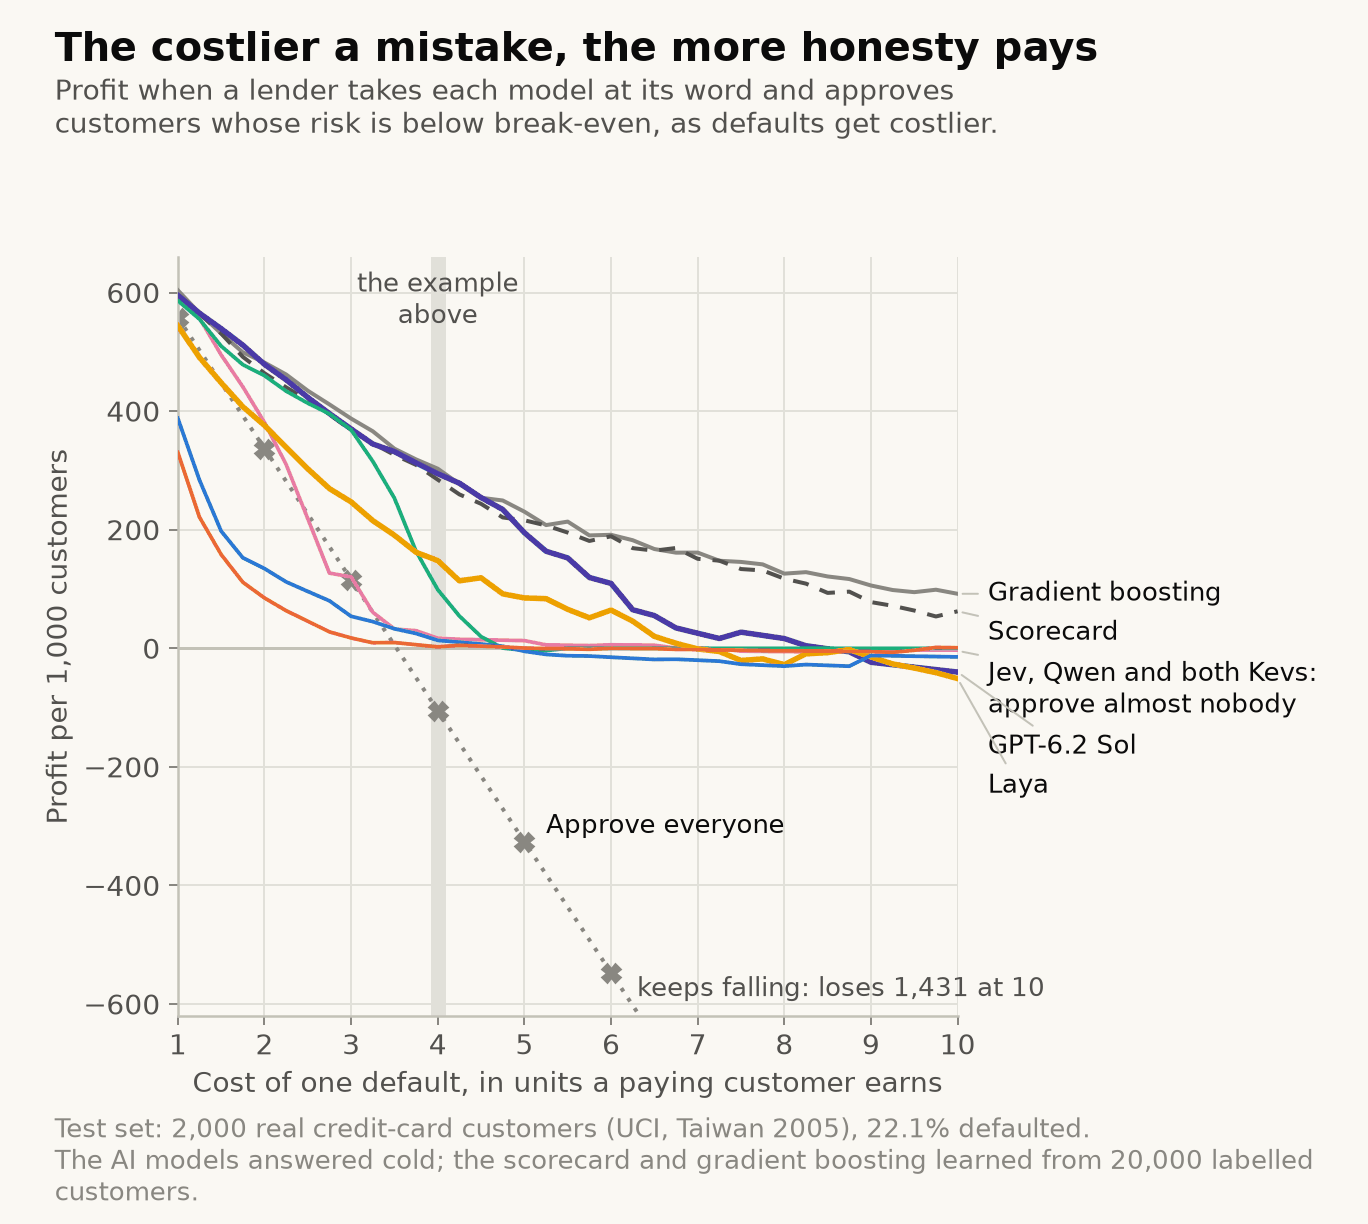 The costlier a mistake, the more honesty pays
Profit when a lender takes each model at its word and approves
customers whose risk is below break-even, as defaults get costlier.
the example
above
600
400
200
0
−200
−400
−600
Profit per 1,000 customers
Gradient boosting
Scorecard
Jev, Qwen and both Kevs:
approve almost nobody
GPT-6.2 Sol
Laya
Approve everyone
keeps falling: loses 1,431 at 10
1 2 3 4 5 6 7 8 9 10
Cost of one default, in units a paying customer earns
Test set: 2,000 real credit-card customers (UCI, Taiwan 2005), 22.1% defaulted.
The AI models answered cold; the scorecard and gradient boosting learned from 20,000 labelled
customers.